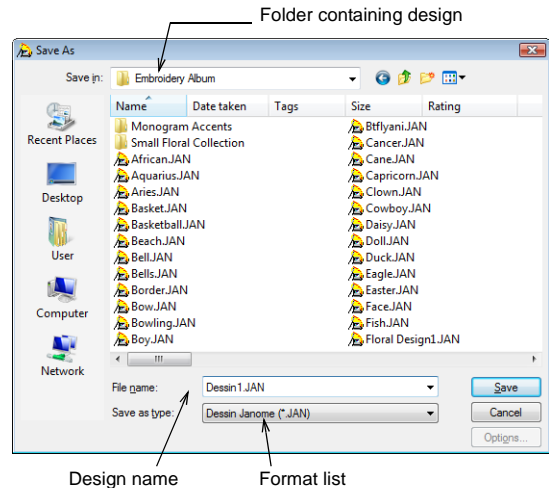 Folder containing design
Save As
Save in:
Embroidery Album
Name Date taken Tags Size Rating
Recent Places
Desktop
User
Computer
Network
Monogram Accents
Small Floral Collection
African.JAN
Aquarius.JAN
Aries.JAN
Basket.JAN
Basketball.JAN
Beach.JAN
Bell.JAN
Bells.JAN
Border.JAN
Bow.JAN
Bowling.JAN
Boy.JAN
Btflyani.JAN
Cancer.JAN
Cane.JAN
Capricorn.JAN
Clown.JAN
Cowboy.JAN
Daisy.JAN
Doll.JAN
Duck.JAN
Eagle.JAN
Easter.JAN
Face.JAN
Fish.JAN
Floral Design1.JAN
File name: Dessin1.JAN Save
Save as type: Dessin Janome (*.JAN) Cancel
Options...
Design name
Format list